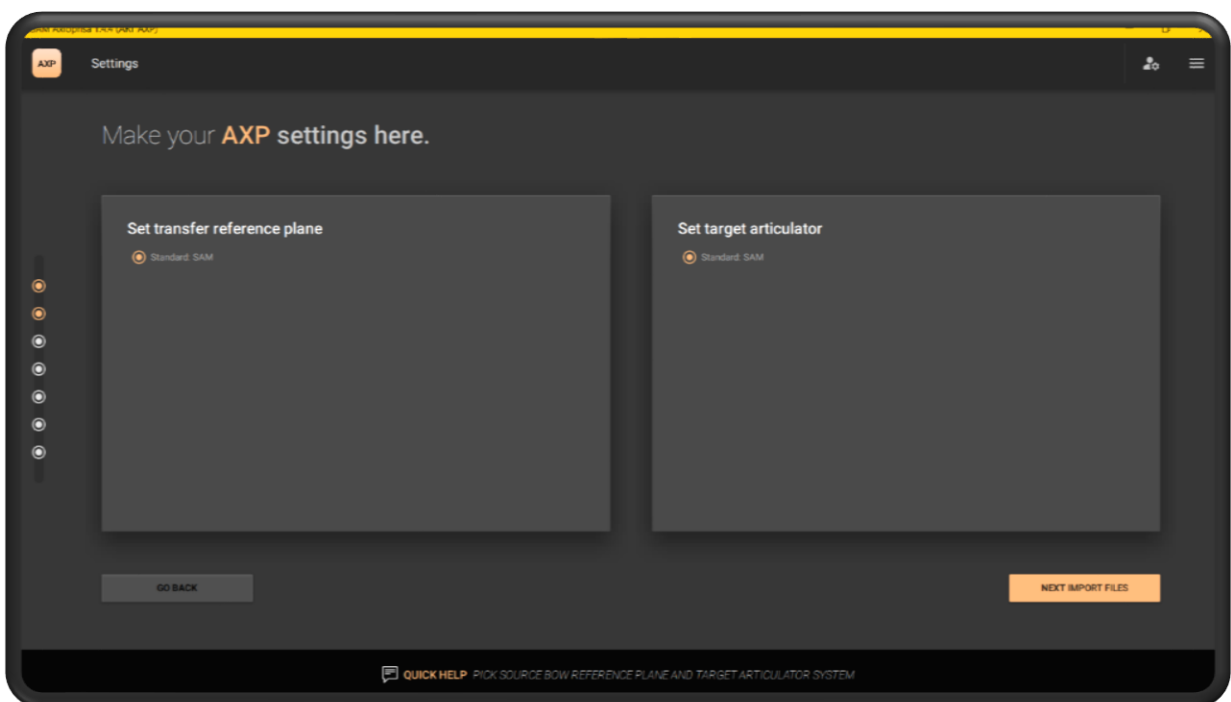 AXP
Settings
Make your AXP settings here.
Set transfer reference plane
Standard: SAM
Set target articulator
Standard: SAM
GO BACK
NEXT IMPORT FILES
QUICK HELP PICK SOURCE BOW REFERENCE PLANE AND TARGET ARTICULATOR SYSTEM